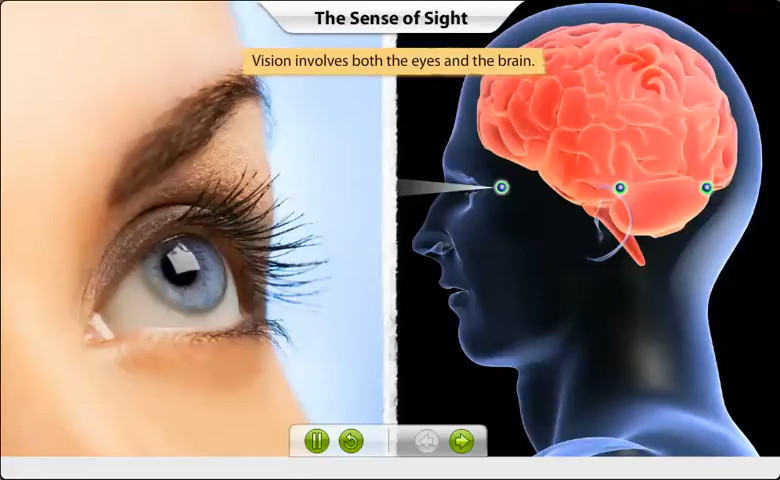 The Sense of Sight
Vision involves both the eyes and the brain.